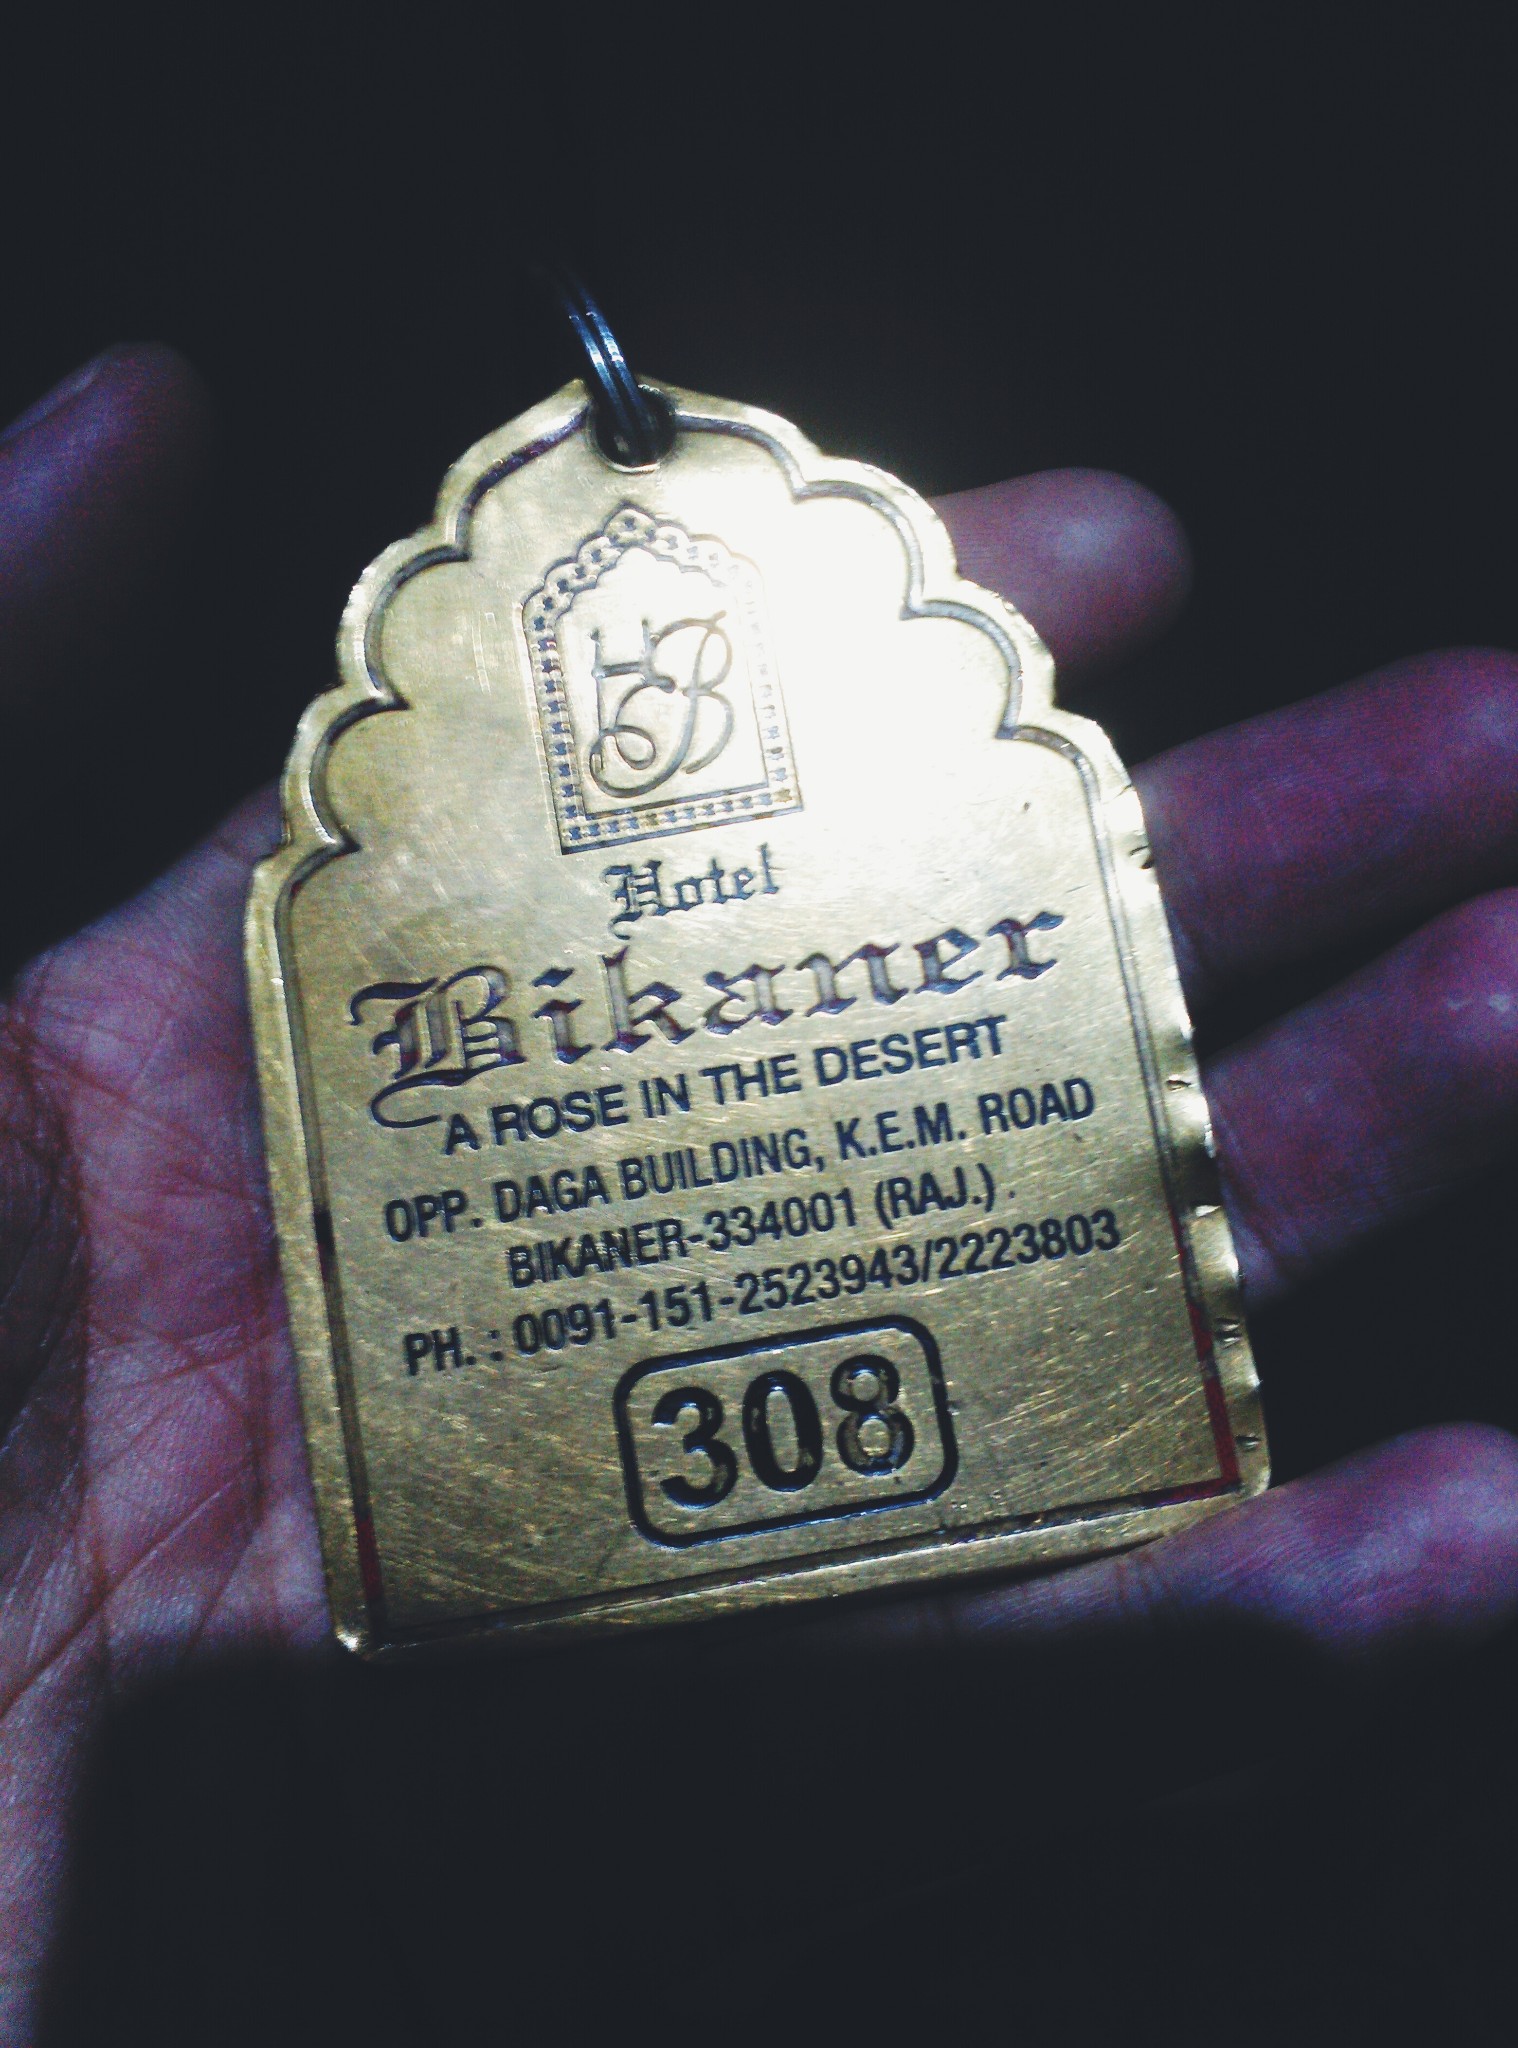 HB
Hotel
Bikaner
A ROSE IN THE DESERT
OPP. DAGA BUILDING, K.E.M. ROAD
BIKANER-334001 (RAJ.)
PH. : 0091-151-2523943/2223803
308